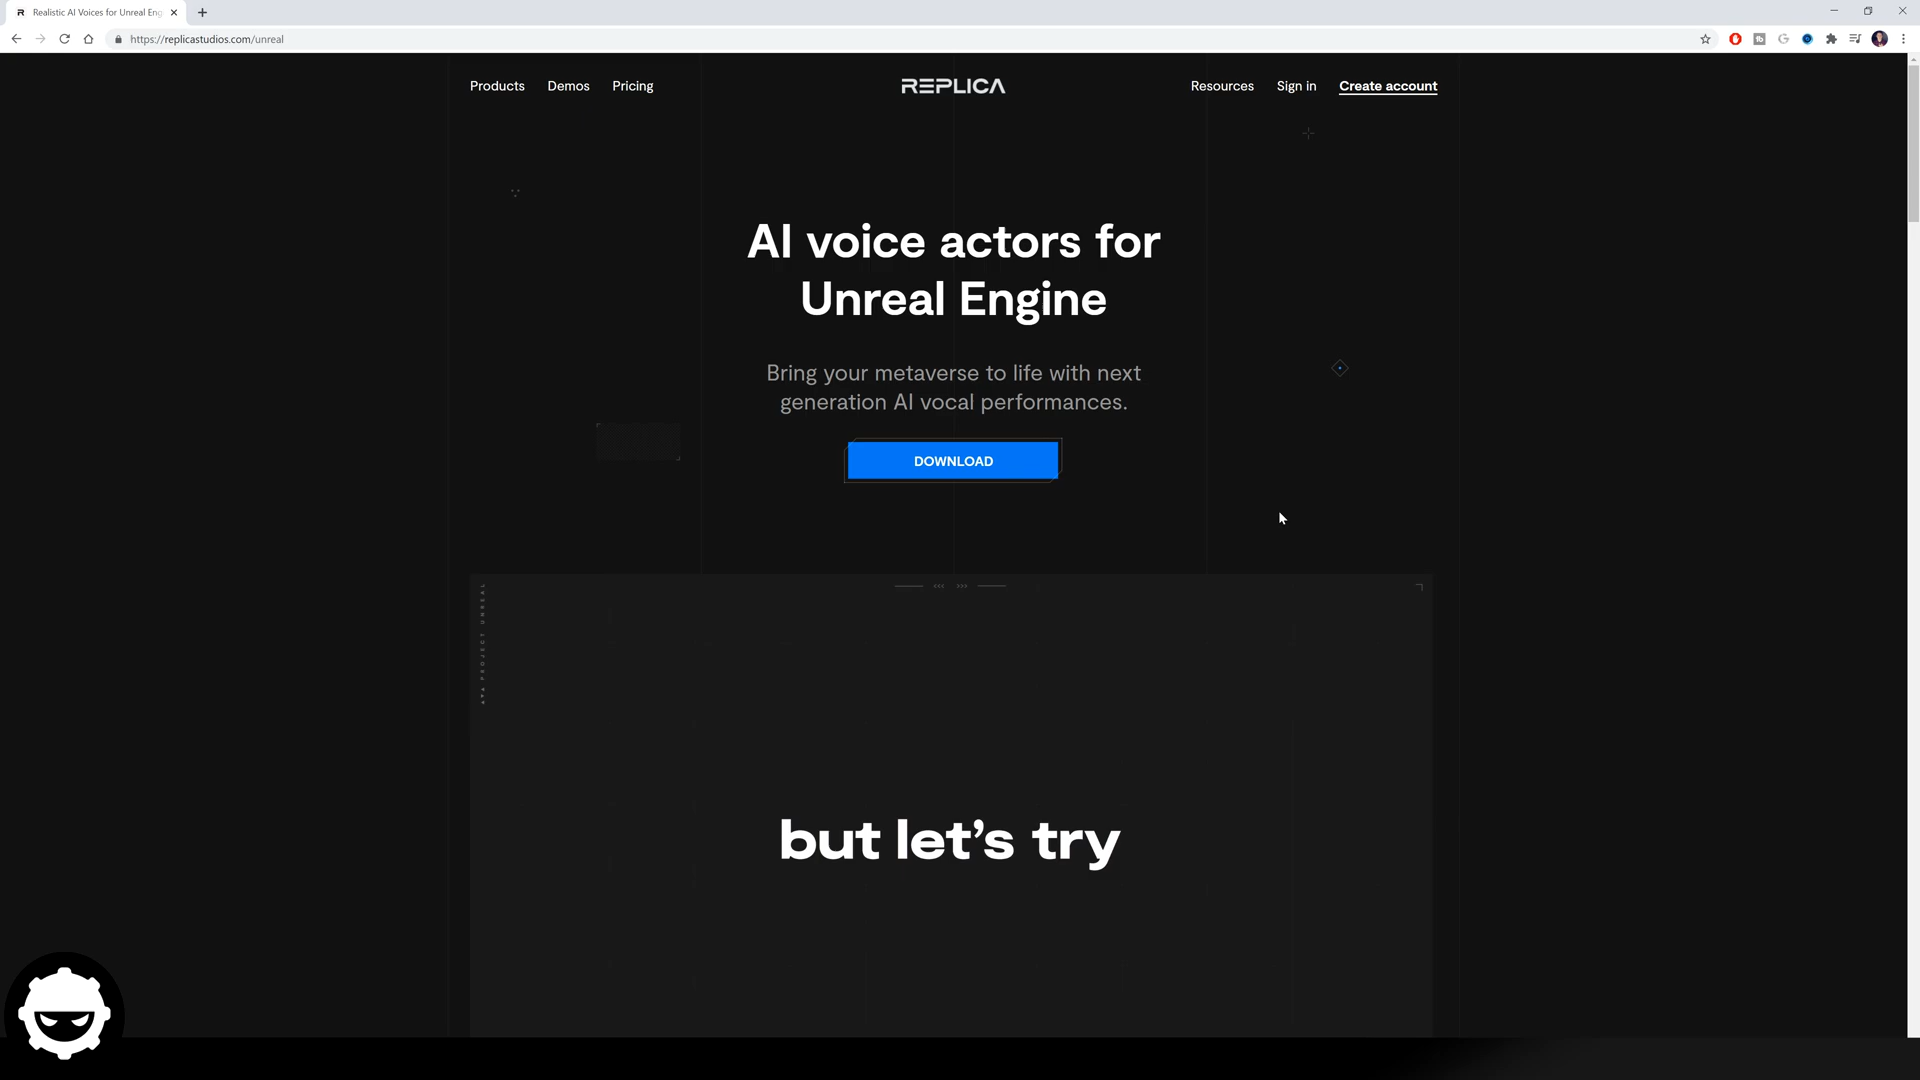 Realistic AI Voices for Unreal Eng
https://replicastudios.com/unreal
Products
Demos
Pricing
REPLICA
Resources
Sign in
Create account
AI voice actors for
Unreal Engine
Bring your metaverse to life with next
generation AI vocal performances.
DOWNLOAD
PROJECT UNREAL
but let’s try